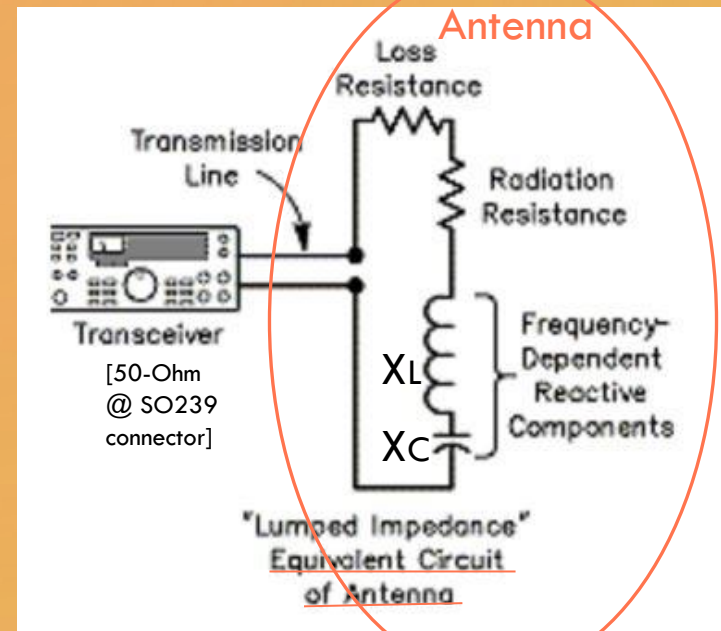 Antenna
Loss
Resistance
Transmission
Line
Radiation
Resistance
Transceiver
[50-Ohm
@ SO239
connector]
XL
XC
Frequency-
Dependent
Reactive
Components
"Lumped Impedance"
Equivalent Circuit
of Antenna